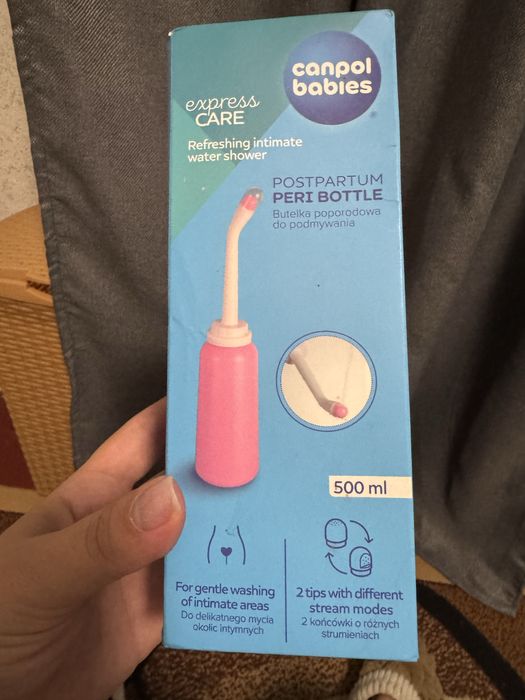 canpol
babies
express
CARE
Refreshing intimate
water shower
POSTPARTUM
PERI BOTTLE
Butelka poporodowa
do podmywania
500 ml
For gentle washing
of intimate areas
Do delikatnego mycia
okolic intymnych
2 tips with different
stream modes
2 końcówki o różnych
strumieniach